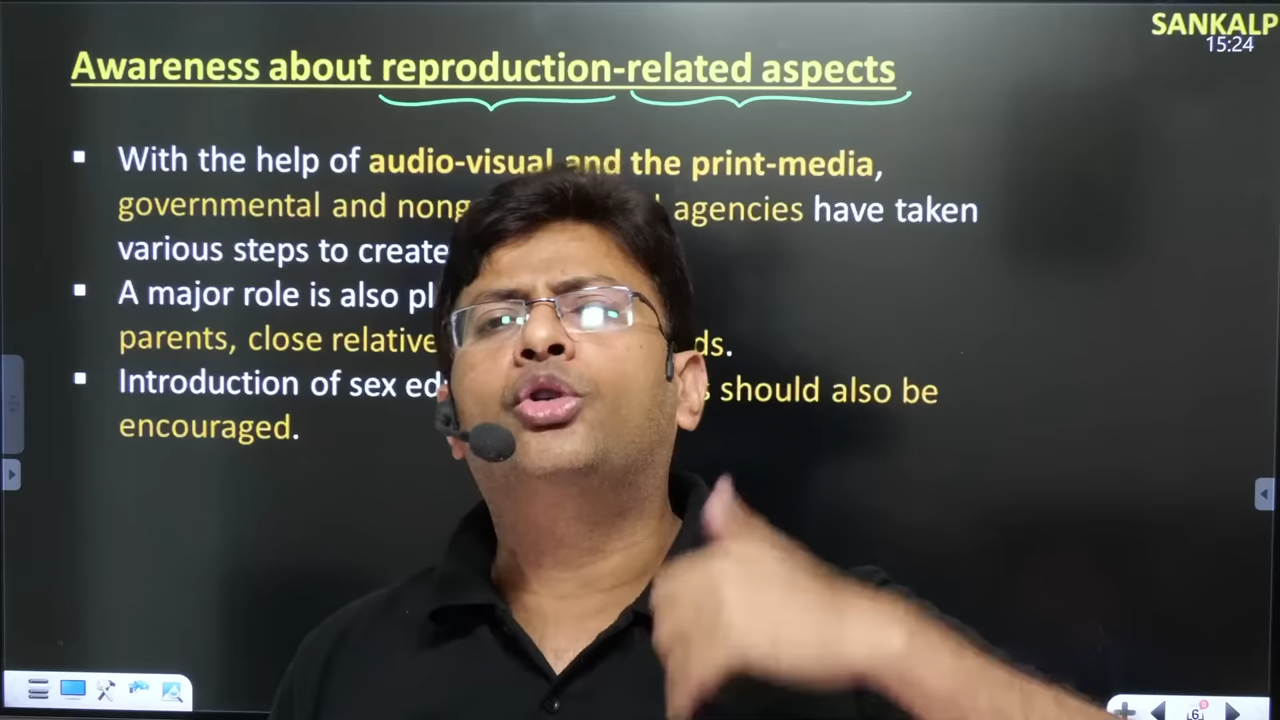 SANKALP
15:24
Awareness about reproduction-related aspects
▪ With the help of audio-visual and the print-media,
governmental and nong agencies have taken
various steps to create
▪ A major role is also pl
parents, close relative ds.
▪ Introduction of sex ed s should also be
encouraged.
6